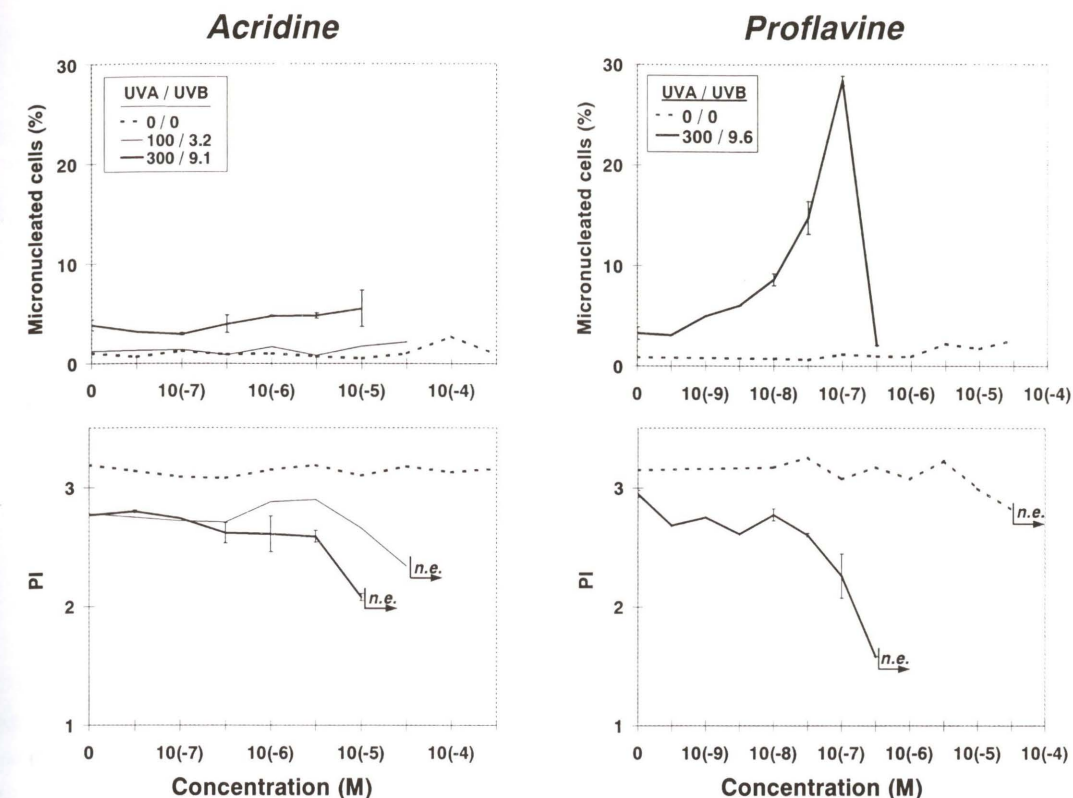 Acridine
Micronucleated cells (%)
30
20
10
0
UVA / UVB
0 / 0
100 / 3.2
300 / 9.1
0 10(-7) 10(-6) 10(-5) 10(-4)
Proflavine
Micronucleated cells (%)
30
20
10
0
UVA / UVB
0 / 0
300 / 9.6
0 10(-9) 10(-8) 10(-7) 10(-6) 10(-5) 10(-4)
PI
3
2
1
n.e.
n.e.
0 10(-7) 10(-6) 10(-5) 10(-4)
Concentration (M)
PI
3
2
1
n.e.
n.e.
0 10(-9) 10(-8) 10(-7) 10(-6) 10(-5) 10(-4)
Concentration (M)